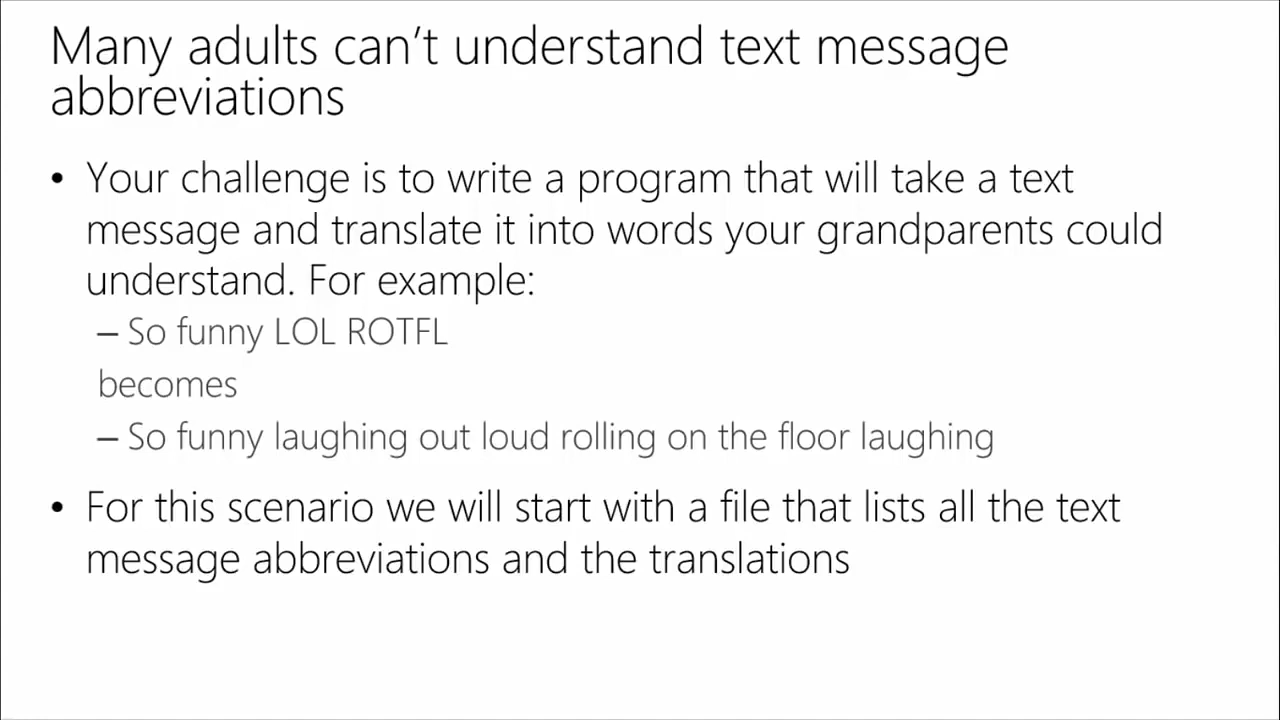 Many adults can’t understand text message
abbreviations
• Your challenge is to write a program that will take a text
message and translate it into words your grandparents could
understand. For example:
– So funny LOL ROTFL
becomes
– So funny laughing out loud rolling on the floor laughing
• For this scenario we will start with a file that lists all the text
message abbreviations and the translations